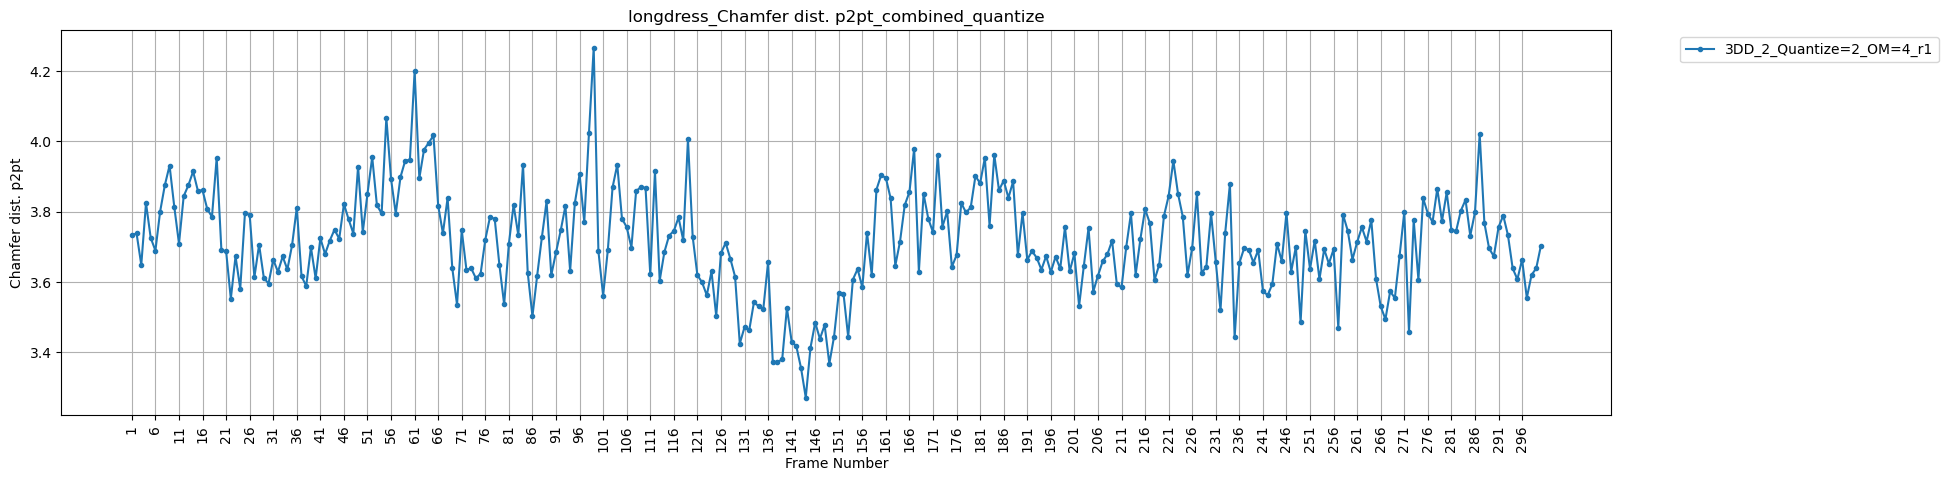 longdress_Chamfer dist. p2pt_combined_quantize
3DD_2_Quantize=2_OM=4_r1
Chamfer dist. p2pt
4.2
4.0
3.8
3.6
3.4
1 6 11 16 21 26 31 36 41 46 51 56 61 66 71 76 81 86 91 96 101 106 111 116 121 126 131 136 141 146 151 156 161 166 171 176 181 186 191 196 201 206 211 216 221 226 231 236 241 246 251 256 261 266 271 276 281 286 291 296
Frame Number